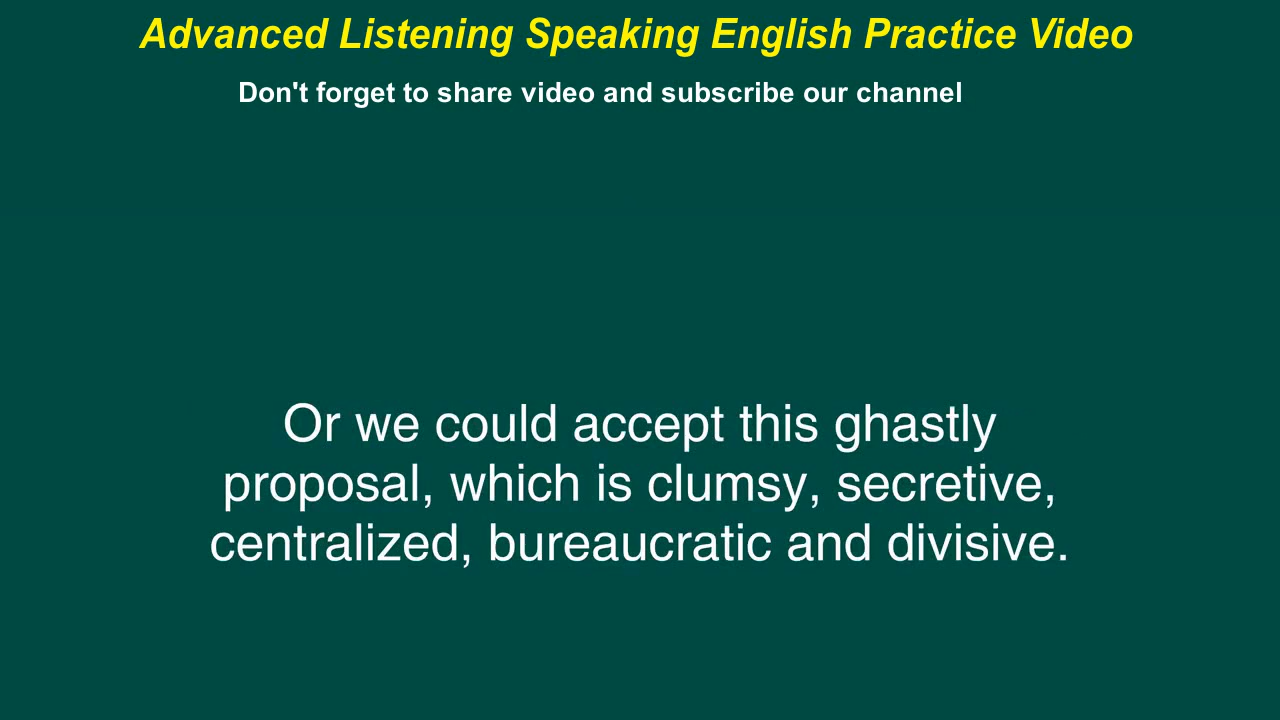 Advanced Listening Speaking English Practice Video
Don't forget to share video and subscribe our channel
Or we could accept this ghastly
proposal, which is clumsy, secretive,
centralized, bureaucratic and divisive.